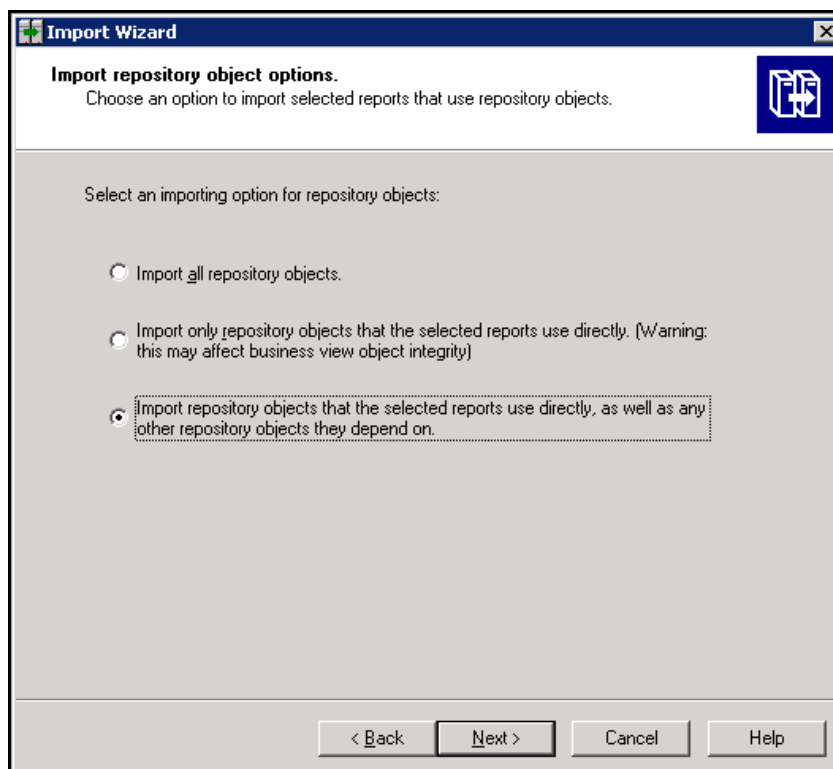 Import Wizard
Import repository object options.
Choose an option to import selected reports that use repository objects.
Select an importing option for repository objects:
Import all repository objects.
Import only repository objects that the selected reports use directly. (Warning:
this may affect business view object integrity)
Import repository objects that the selected reports use directly, as well as any
other repository objects they depend on.
< Back Next > Cancel Help